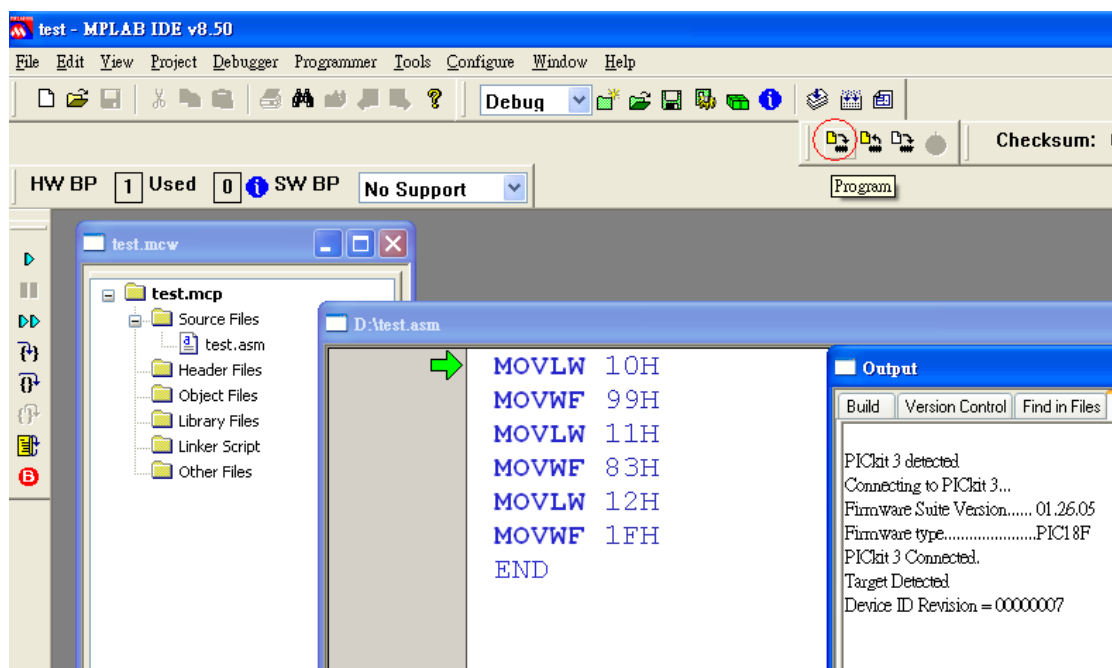 test - MPLAB IDE v8.50
File Edit View Project Debugger Programmer Tools Configure Window Help
Debug
Checksum:
HW BP 1 Used 0 SW BP No Support
Program
test.mcw
test.mcp
Source Files
test.asm
Header Files
Object Files
Library Files
Linker Script
Other Files
D:\test.asm
MOVLW 10H
MOVWF 99H
MOVLW 11H
MOVWF 83H
MOVLW 12H
MOVWF 1FH
END
Output
Build Version Control Find in Files
PICkit 3 detected
Connecting to PICkit 3...
Firmware Suite Version...... 01.26.05
Firmware type......................PIC18F
PICkit 3 Connected.
Target Detected
Device ID Revision = 00000007